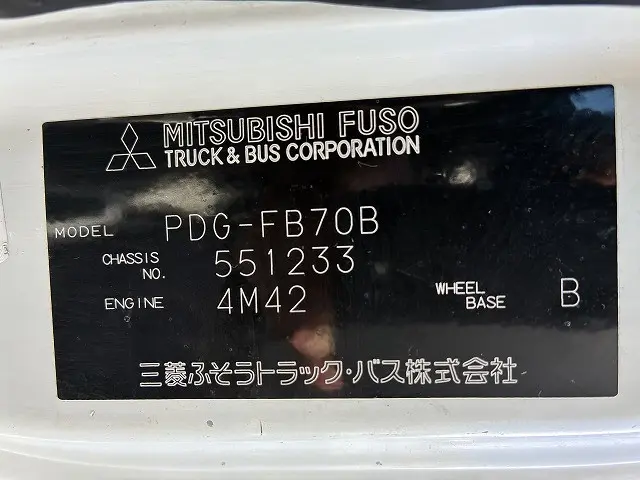 MITSUBISHI FUSO
TRUCK & BUS CORPORATION
MODEL PDG-FB70B
CHASSIS NO. 551233
ENGINE 4M42 WHEEL BASE B
三菱ふそうトラック・バス株式会社